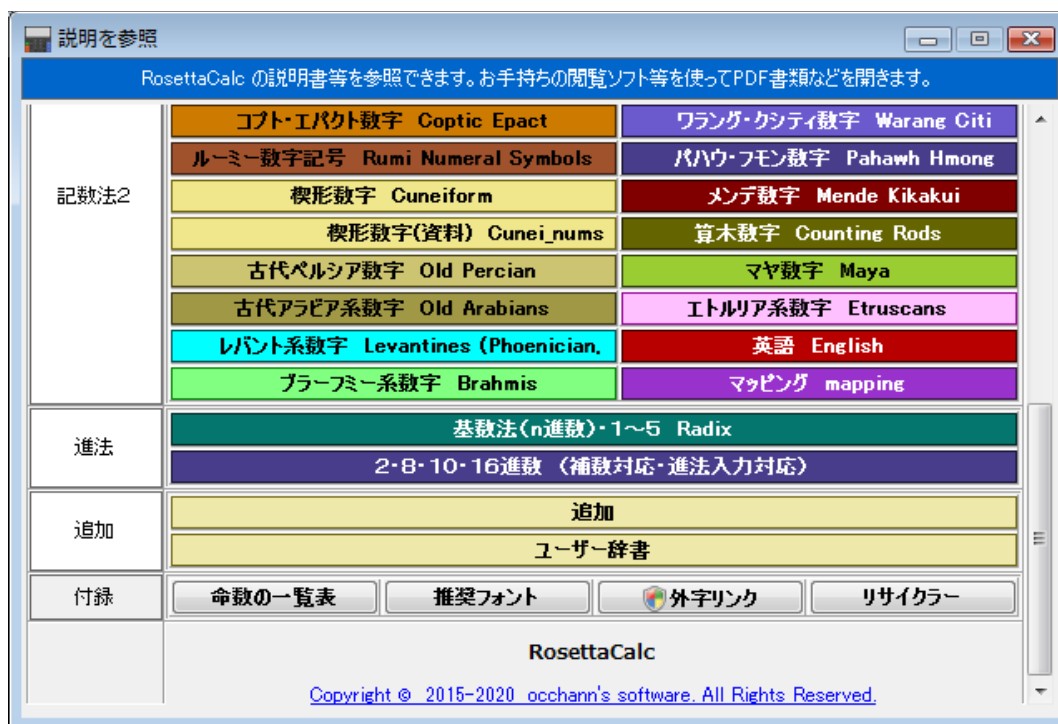 説明を参照
RosettaCalc の説明書等を参照できます。お手持ちの閲覧ソフト等を使ってPDF書類などを開きます。
コプト・エパクト数字 Coptic Epact
ワラング・クシティ数字 Warang Citi
ルーミー数字記号 Rumi Numeral Symbols
パハウ・フモン数字 Pahawh Hmong
記数法2
楔形数字 Cuneiform
メンデ数字 Mende Kikakui
楔形数字(資料) Cunei_nums
算木数字 Counting Rods
古代ペルシア数字 Old Percian
マヤ数字 Maya
古代アラビア系数字 Old Arabians
エトルリア系数字 Etruscans
レバント系数字 Levantines (Phoenician,
英語 English
ブラーフミー系数字 Brahmis
マッピング mapping
進法
基数法(n進数)・1～5 Radix
2・8・10・16進数 (補数対応・進法入力対応)
追加
追加
ユーザー辞書
付録
命数の一覧表
推奨フォント
外字リンク
リサイクラー
RosettaCalc
Copyright © 2015-2020 occhann's software. All Rights Reserved.